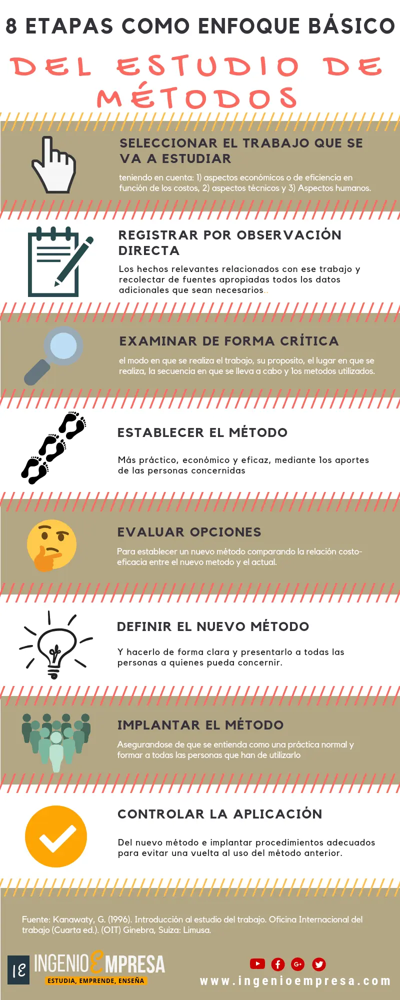 8 ETAPAS COMO ENFOQUE BÁSICO
DEL ESTUDIO DE
MÉTODOS
SELECCIONAR EL TRABAJO QUE SE
VA A ESTUDIAR
teniendo en cuenta: 1) aspectos económicos o de eficiencia en
función de los costos, 2) aspectos técnicos y 3) Aspectos humanos.
REGISTRAR POR OBSERVACIÓN
DIRECTA
Los hechos relevantes relacionados con ese trabajo y
recolectar de fuentes apropiadas todos los datos
adicionales que sean necesarios..
EXAMINAR DE FORMA CRÍTICA
el modo en que se realiza el trabajo, su proposito, el lugar en que se
realiza, la secuencia en que se lleva a cabo y 1os metodos utilizados.
ESTABLECER EL MÉTODO
Más práctico, económico y eficaz, mediante 1os aportes
de las personas concernidas
EVALUAR OPCIONES
Para establecer un nuevo método comparando la relación costo-
eficacia entre el nuevo metodo y el actual.
DEFINIR EL NUEVO MÉTODO
Y hacerlo de forma clara y presentarlo a todas las
personas a quienes pueda concernir.
IMPLANTAR EL MÉTODO
Asegurandose de que se entienda como una práctica normal y
formar a todas las personas que han de utilizarlo
CONTROLAR LA APLICACIÓN
Del nuevo método e implantar procedimientos adecuados
para evitar una vuelta al uso del método anterior.
Fuente: Kanawaty, G. (1996). Introducción al estudio del trabajo. Oficina Internacional del
trabajo (Cuarta ed.). (OIT) Ginebra, Suiza: Limusa.
IE INGENIO EMPRESA
ESTUDIA, EMPRENDE, ENSEÑA
G+
www.ingenioempresa.com